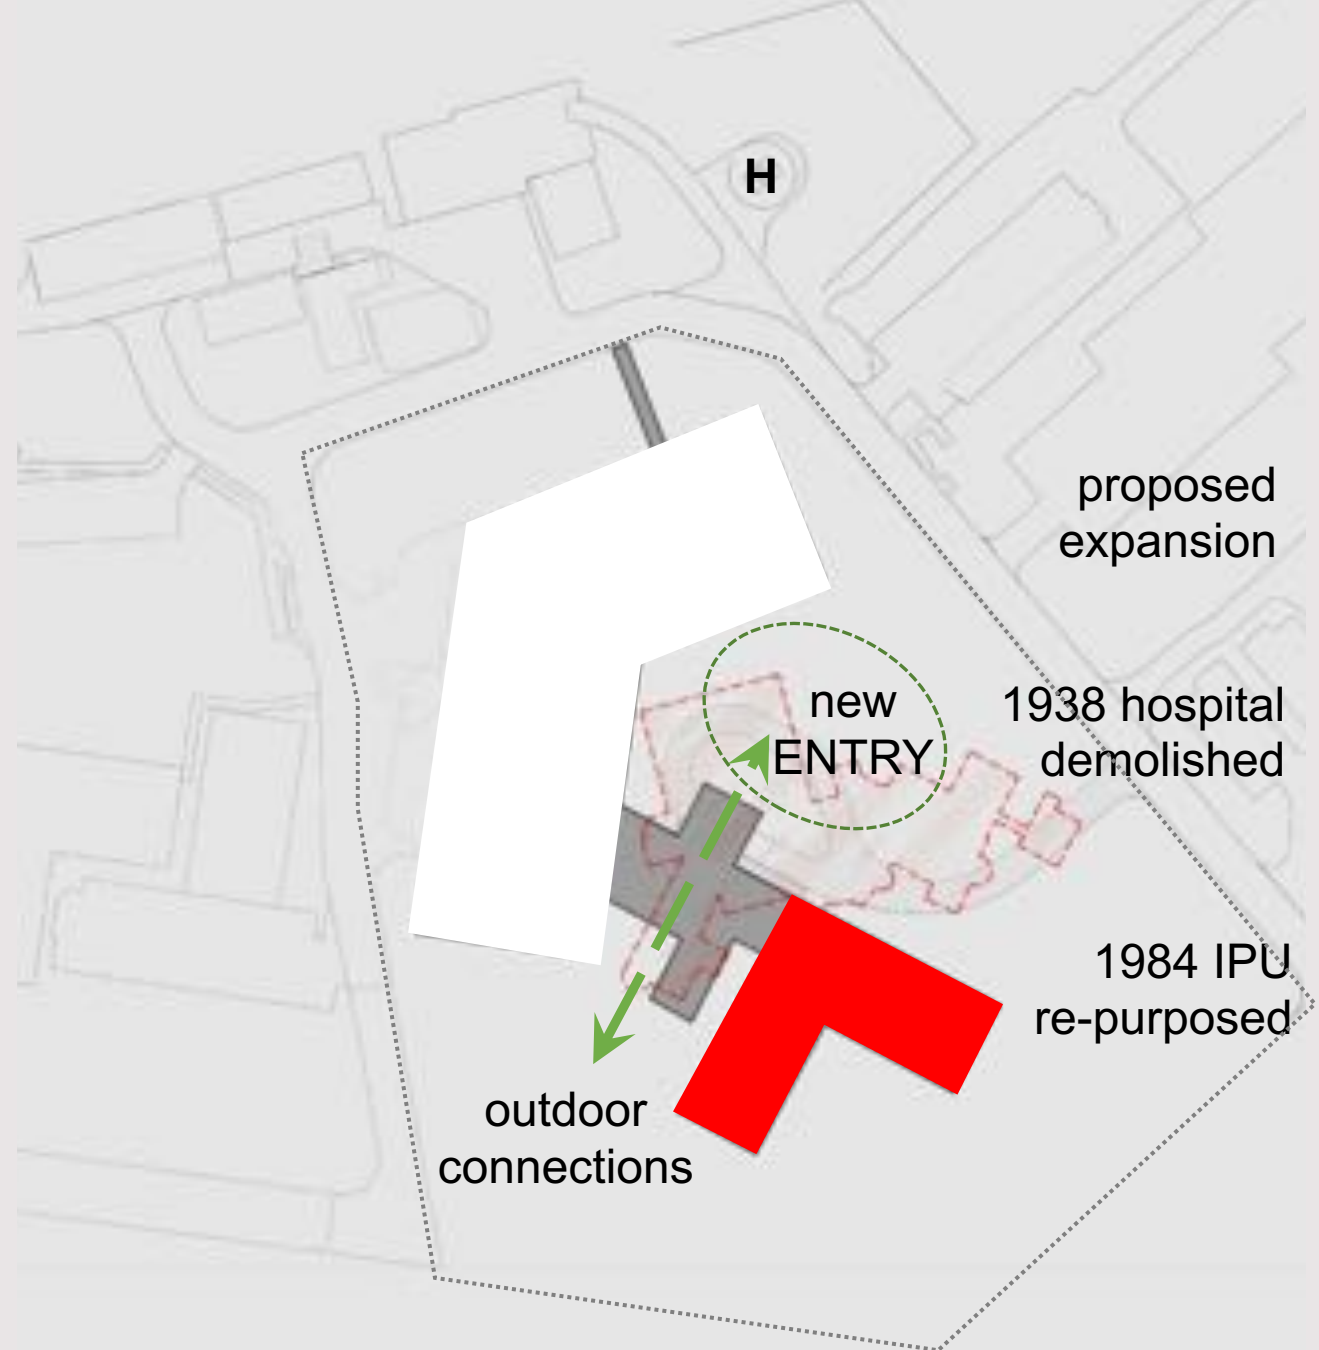 H
proposed
expansion
new
ENTRY
1938 hospital
demolished
1984 IPU
re-purposed
outdoor
connections